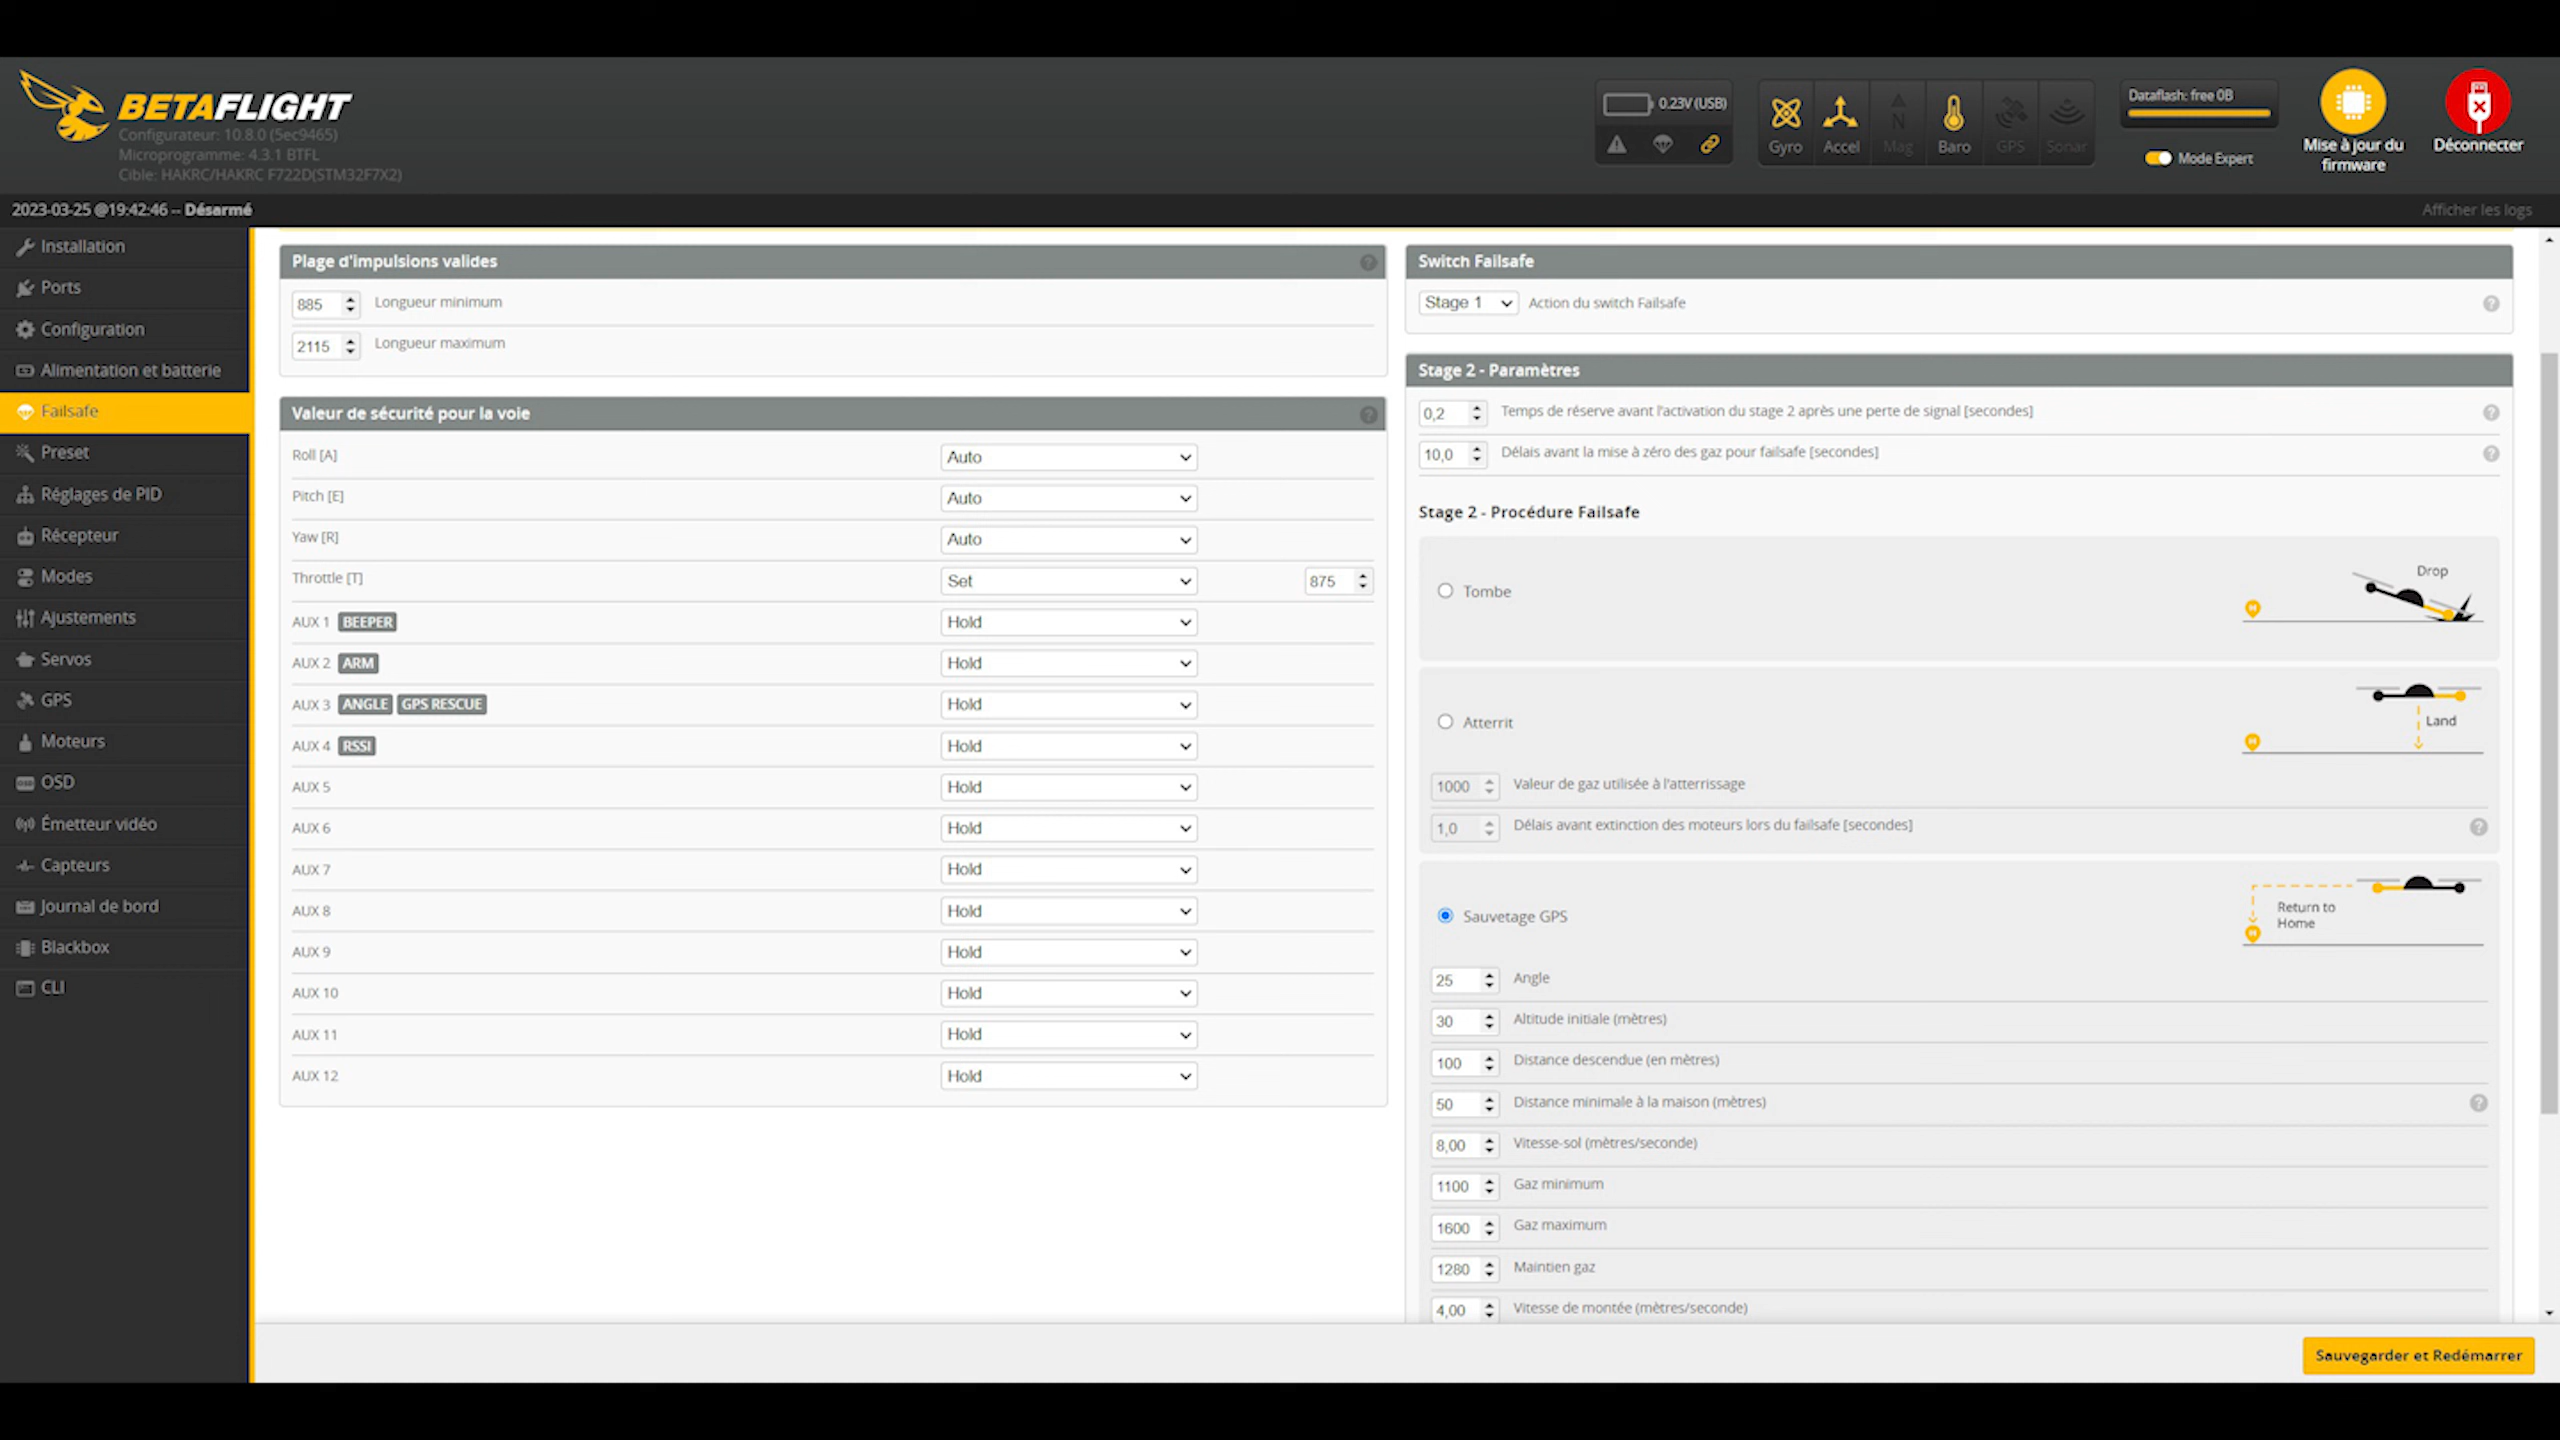 BETAFLIGHT
Configurateur: 10.8.0 (5ec9465)
Microprogramme: 4.3.1 BTFL
Cible: HAKRC/HAKRC F722D(STM32F7X2)
0.23V (USB)
Gyro
Accel
Mag
Baro
GPS
Sonar
Dataflash: free 0B
Mode Expert
Mise à jour du
firmware
Déconnecter
2023-03-25 @19:42:46 -- Désarmé
Afficher les logs
Installation
Ports
Configuration
Alimentation et batterie
Failsafe
Preset
Réglages de PID
Récepteur
Modes
Ajustements
Servos
GPS
Moteurs
OSD
Émetteur vidéo
Capteurs
Journal de bord
Blackbox
CLI
Plage d'impulsions valides
885 Longueur minimum
2115 Longueur maximum
Valeur de sécurité pour la voie
Roll [A] Auto
Pitch [E] Auto
Yaw [R] Auto
Throttle [T] Set 875
AUX 1 BEEPER Hold
AUX 2 ARM Hold
AUX 3 ANGLE GPS RESCUE Hold
AUX 4 RSSI Hold
AUX 5 Hold
AUX 6 Hold
AUX 7 Hold
AUX 8 Hold
AUX 9 Hold
AUX 10 Hold
AUX 11 Hold
AUX 12 Hold
Switch Failsafe
Stage 1 Action du switch Failsafe
Stage 2 - Paramètres
0,2 Temps de réserve avant l'activation du stage 2 après une perte de signal [secondes]
10,0 Délais avant la mise à zéro des gaz pour failsafe [secondes]
Stage 2 - Procédure Failsafe
Tombe
Drop
Atterrit
Land
1000 Valeur de gaz utilisée à l'atterrissage
1,0 Délais avant extinction des moteurs lors du failsafe [secondes]
Sauvetage GPS
Return to
Home
25 Angle
30 Altitude initiale (mètres)
100 Distance descendue (en mètres)
50 Distance minimale à la maison (mètres)
8,00 Vitesse-sol (mètres/seconde)
1100 Gaz minimum
1600 Gaz maximum
1280 Maintien gaz
4,00 Vitesse de montée (mètres/seconde)
Sauvegarder et Redémarrer